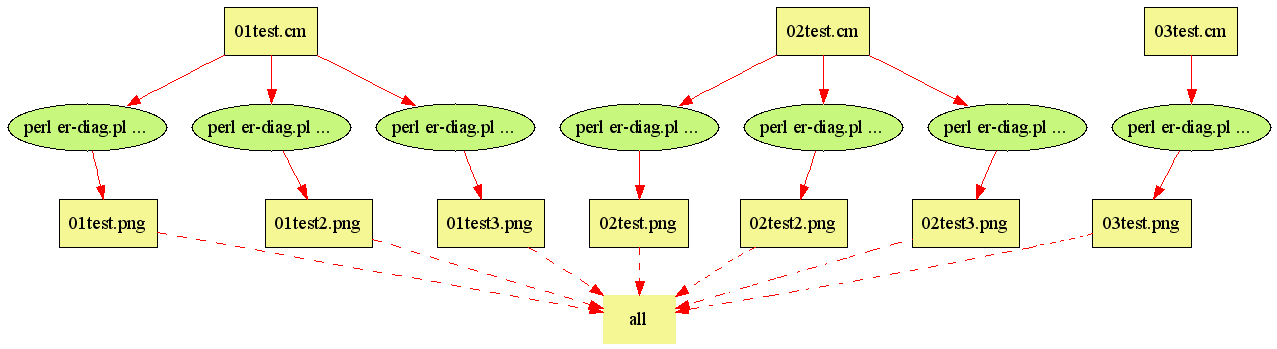 01test.cm
02test.cm
03test.cm
perl er-diag.pl ...
perl er-diag.pl ...
perl er-diag.pl ...
perl er-diag.pl ...
perl er-diag.pl ...
perl er-diag.pl ...
perl er-diag.pl ...
01test.png
01test2.png
01test3.png
02test.png
02test2.png
02test3.png
03test.png
all